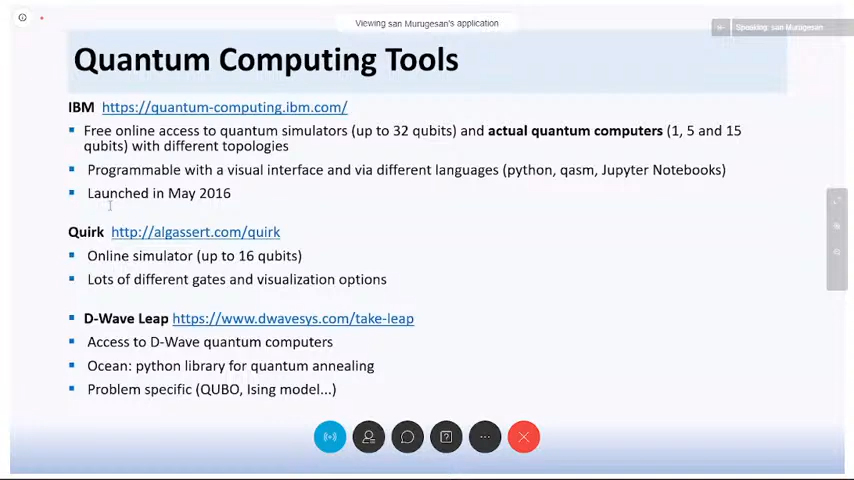 Viewing san Murugesan's application
Speaking: san Murugesan
Quantum Computing Tools
IBM https://quantum-computing.ibm.com/
Free online access to quantum simulators (up to 32 qubits) and actual quantum computers (1, 5 and 15
qubits) with different topologies
Programmable with a visual interface and via different languages (python, qasm, Jupyter Notebooks)
Launched in May 2016
Quirk http://algassert.com/quirk
Online simulator (up to 16 qubits)
Lots of different gates and visualization options
D-Wave Leap https://www.dwavesys.com/take-leap
Access to D-Wave quantum computers
Ocean: python library for quantum annealing
Problem specific (QUBO, Ising model...)